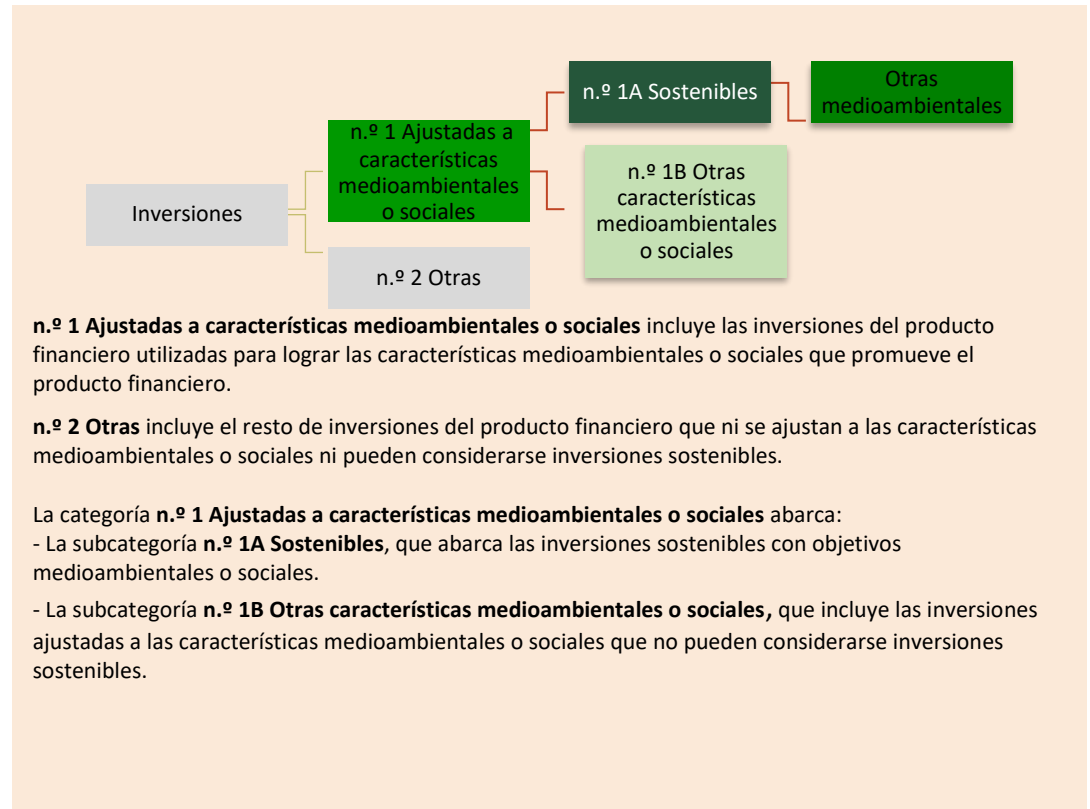 n.º 1A Sostenibles
Otras
medioambientales
n.º 1 Ajustadas a
características
medioambientales
o sociales
n.º 1B Otras
características
medioambientales
o sociales
Inversiones
n.º 2 Otras
n.º 1 Ajustadas a características medioambientales o sociales incluye las inversiones del producto
financiero utilizadas para lograr las características medioambientales o sociales que promueve el
producto financiero.
n.º 2 Otras incluye el resto de inversiones del producto financiero que ni se ajustan a las características
medioambientales o sociales ni pueden considerarse inversiones sostenibles.
La categoría n.º 1 Ajustadas a características medioambientales o sociales abarca:
- La subcategoría n.º 1A Sostenibles, que abarca las inversiones sostenibles con objetivos
medioambientales o sociales.
- La subcategoría n.º 1B Otras características medioambientales o sociales, que incluye las inversiones
ajustadas a las características medioambientales o sociales que no pueden considerarse inversiones
sostenibles.